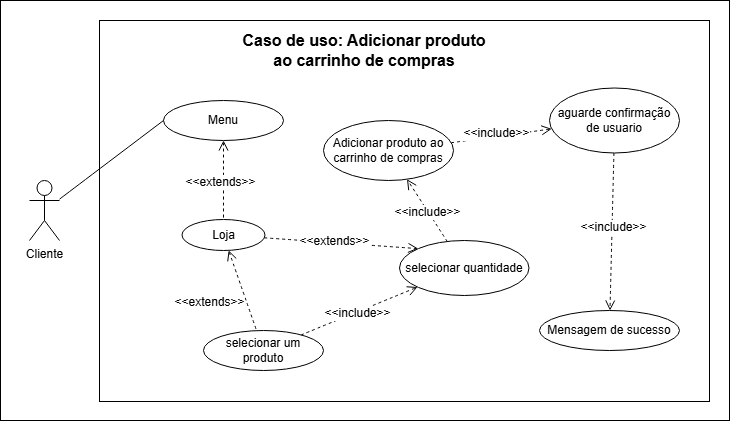 Caso de uso: Adicionar produto
ao carrinho de compras
Menu
<<extends>>
Loja
<<extends>>
selecionar um
produto
<<extends>>
<<include>>
selecionar quantidade
<<include>>
Adicionar produto ao
carrinho de compras
<<include>>
aguarde confirmação
de usuario
<<include>>
Mensagem de sucesso
Cliente